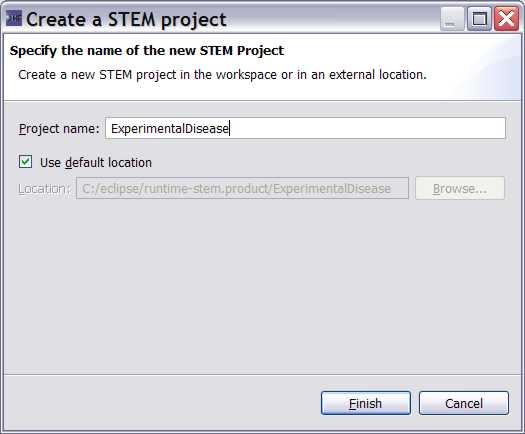 Create a STEM project
Specify the name of the new STEM Project
Create a new STEM project in the workspace or in an external location.
Project name: ExperimentalDisease
Use default location
Location: C:/eclipse/runtime-stem.product/ExperimentalDisease Browse...
Finish Cancel